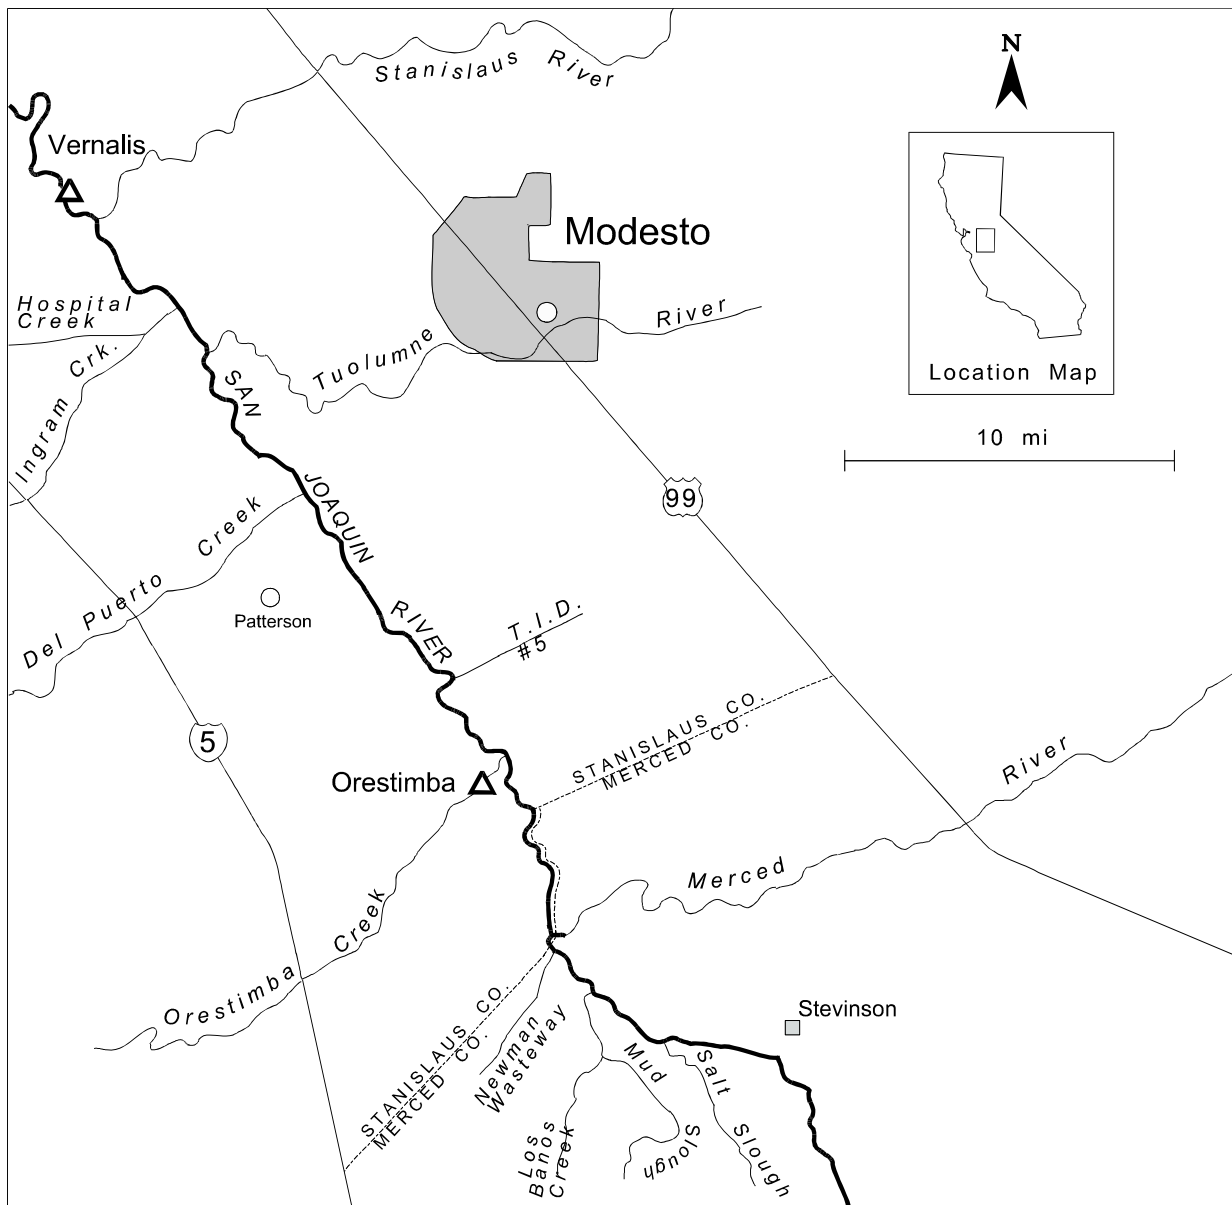 Stanislaus River
N
Vernalis
Modesto
Hospital
Creek
Ingram Crk.
Tuolumne River
Location Map
10 mi
SAN JOAQUIN RIVER
99
Del Puerto Creek
Patterson
T.I.D.
#5
5
STANISLAUS CO.
MERCED CO.
Orestimba
Merced River
Orestimba Creek
STANISLAUS CO.
MERCED CO.
Newman
Wasteway
Stevinson
Mud Slough
Salt Slough
Los
Banos
Creek